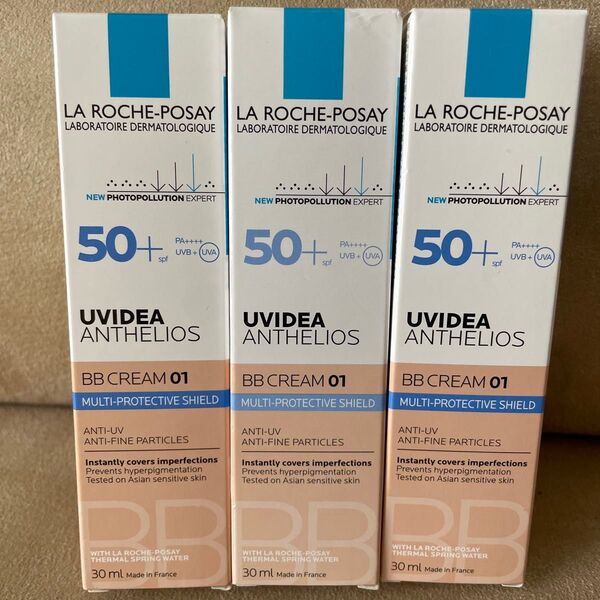 LA ROCHE-POSAY
LABORATOIRE DERMATOLOGIQUE
NEW PHOTOPOLLUTION EXPERT
50+ spf
PA++++
UVB + UVA
UVIDEA
ANTHELIOS
BB CREAM 01
MULTI-PROTECTIVE SHIELD
ANTI-UV
ANTI-FINE PARTICLES
Instantly covers imperfections
Prevents hyperpigmentation
Tested on Asian sensitive skin
BB
WITH LA ROCHE-POSAY
THERMAL SPRING WATER
30 ml Made in France
LA ROCHE-POSAY
LABORATOIRE DERMATOLOGIQUE
NEW PHOTOPOLLUTION EXPERT
50+ spf
PA++++
UVB + UVA
UVIDEA
ANTHELIOS
BB CREAM 01
MULTI-PROTECTIVE SHIELD
ANTI-UV
ANTI-FINE PARTICLES
Instantly covers imperfections
Prevents hyperpigmentation
Tested on Asian sensitive skin
BB
WITH LA ROCHE-POSAY
THERMAL SPRING WATER
30 ml Made in France
LA ROCHE-POSAY
LABORATOIRE DERMATOLOGIQUE
NEW PHOTOPOLLUTION EXPERT
50+ spf
PA++++
UVB + UVA
UVIDEA
ANTHELIOS
BB CREAM 01
MULTI-PROTECTIVE SHIELD
ANTI-UV
ANTI-FINE PARTICLES
Instantly covers imperfections
Prevents hyperpigmentation
Tested on Asian sensitive skin
BB
WITH LA ROCHE-POSAY
THERMAL SPRING WATER
30 ml Made in France